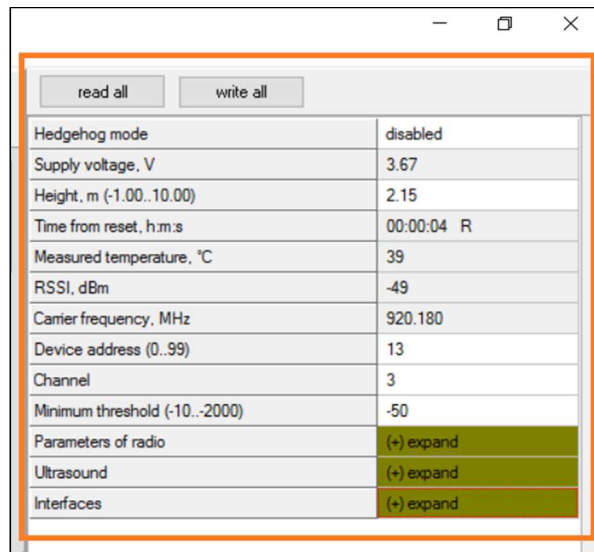 read all write all
Hedgehog mode disabled
Supply voltage, V 3.67
Height, m (-1.00..10.00) 2.15
Time from reset, h:m:s 00:00:04 R
Measured temperature, °C 39
RSSI, dBm -49
Carrier frequency, MHz 920.180
Device address (0..99) 13
Channel 3
Minimum threshold (-10..-2000) -50
Parameters of radio (+) expand
Ultrasound (+) expand
Interfaces (+) expand